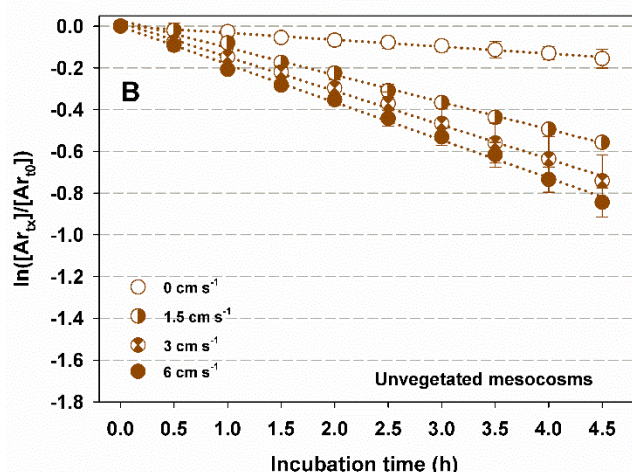 0.0
-0.2
-0.4
-0.6
-0.8
-1.0
-1.2
-1.4
-1.6
-1.8
ln([Ar_tx]/[Ar_t0])
B
0 cm s⁻¹
1.5 cm s⁻¹
3 cm s⁻¹
6 cm s⁻¹
Unvegetated mesocosms
0.0 0.5 1.0 1.5 2.0 2.5 3.0 3.5 4.0 4.5
Incubation time (h)